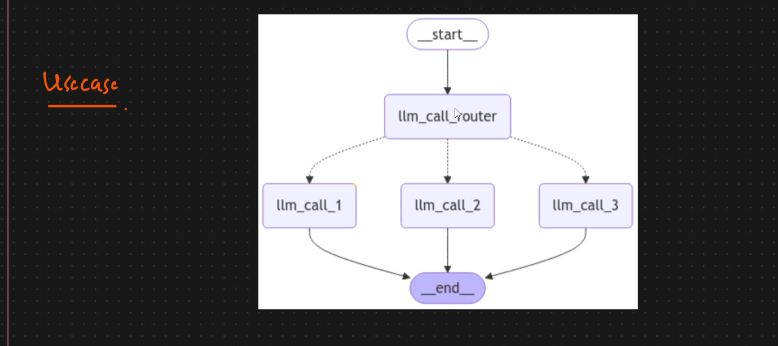 Usecase.
__start__
llm_call_router
llm_call_1
llm_call_2
llm_call_3
__end__